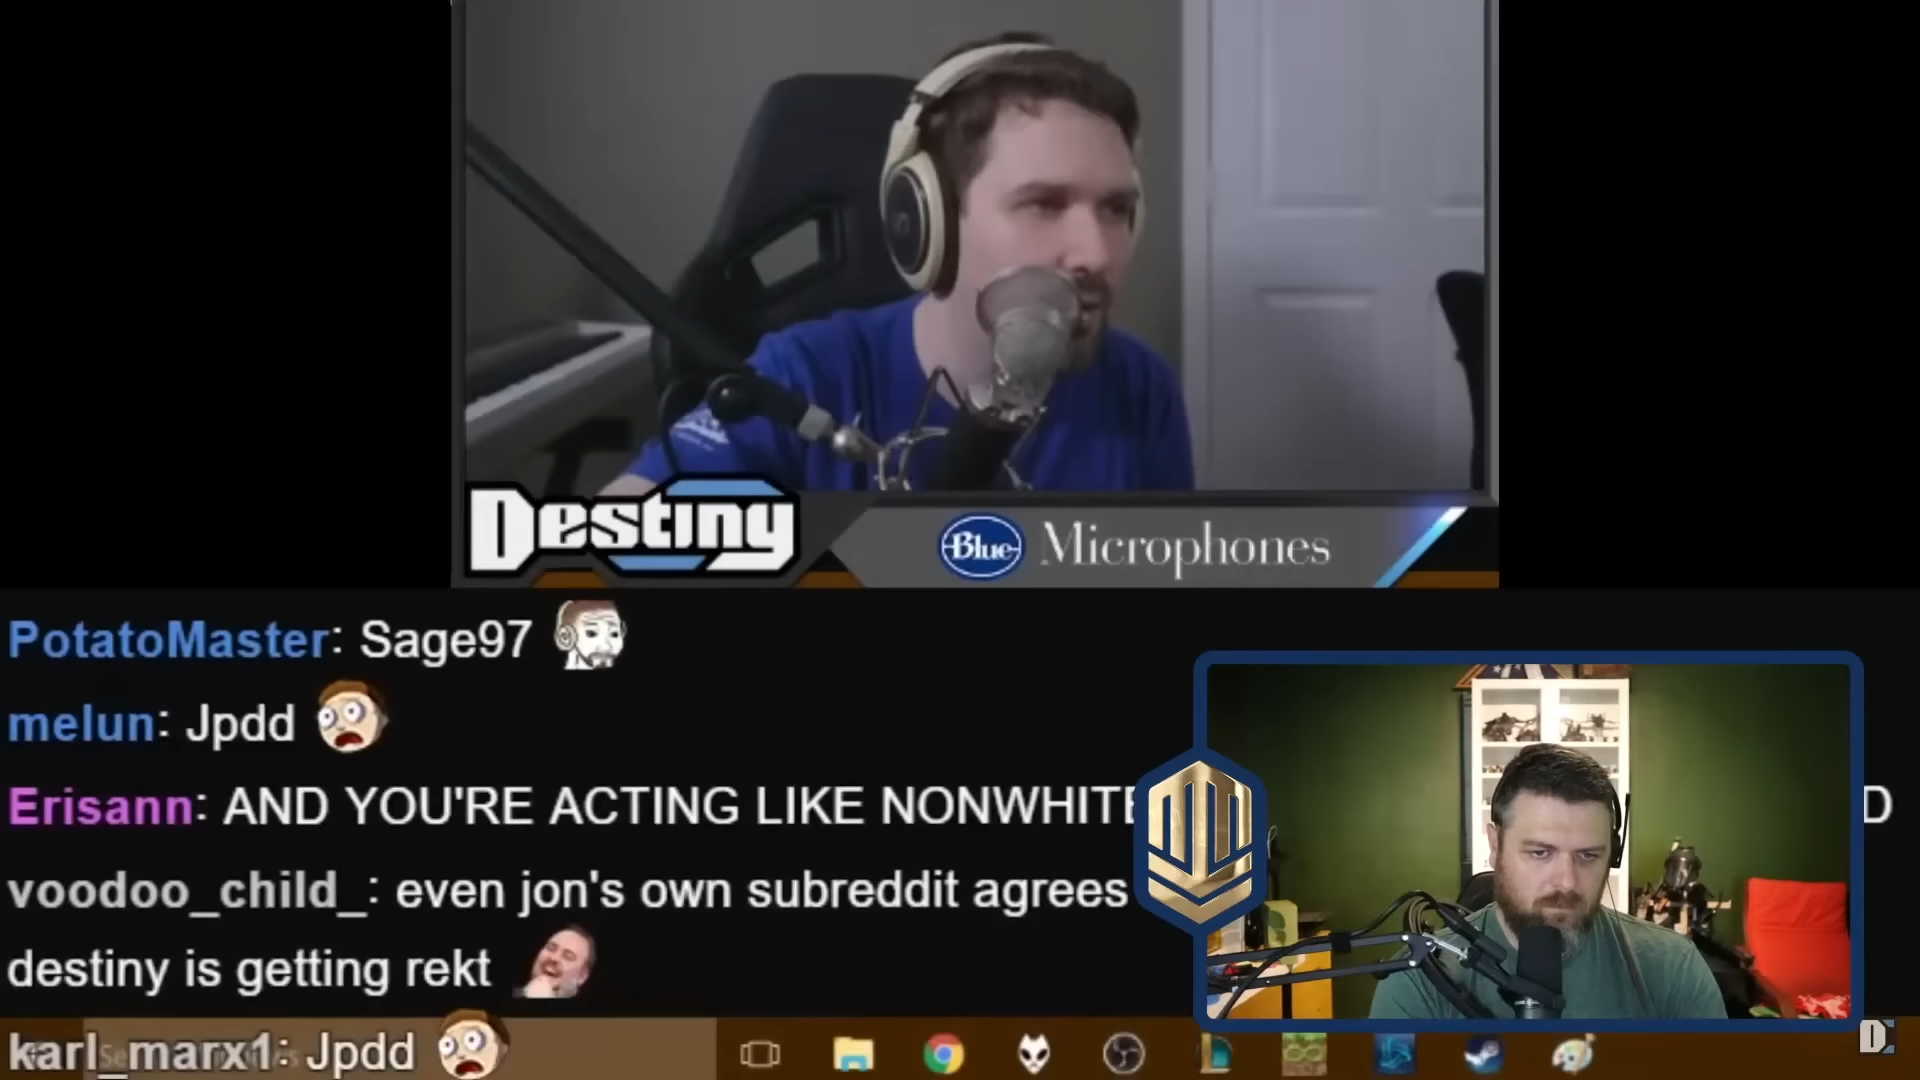 Destiny
Blue Microphones
PotatoMaster: Sage97
melun: Jpdd
Erisann: AND YOU'RE ACTING LIKE NONWHITE D
voodoo_child_: even jon's own subreddit agrees
destiny is getting rekt
karl_marx1: Jpdd